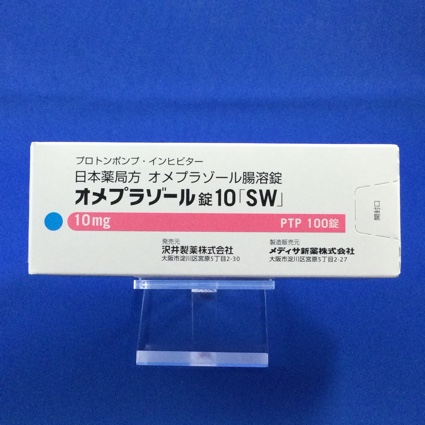 プロトンポンプ・インヒビター
日本薬局方 オメプラゾール腸溶錠
オメプラゾール錠10「SW」
10mg PTP 100錠
発売元
沢井製薬株式会社
大阪市淀川区宮原5丁目2-30
製造販売元
メディサ新薬株式会社
大阪市淀川区宮原5丁目2-27
開封口